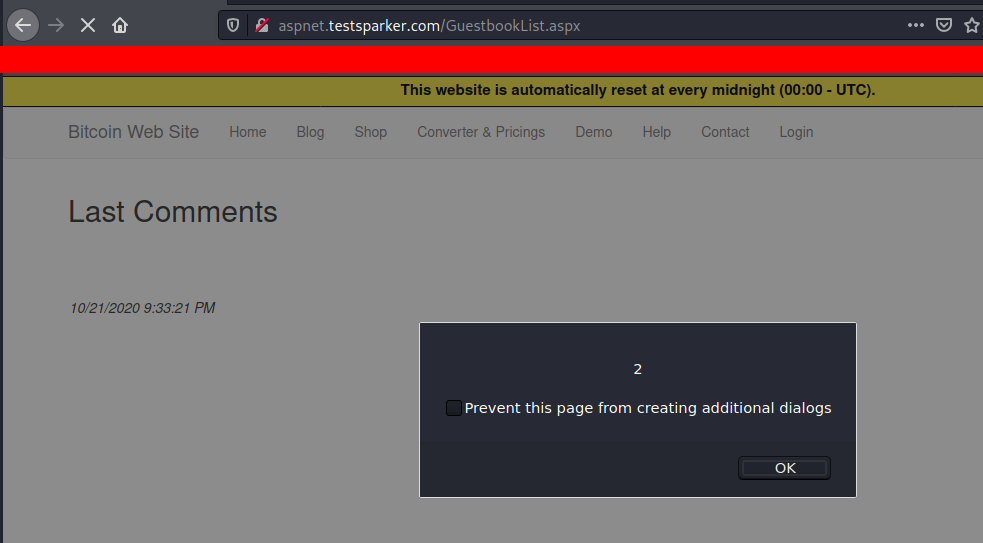 aspnet.testsparker.com/GuestbookList.aspx
This website is automatically reset at every midnight (00:00 - UTC).
Bitcoin Web Site Home Blog Shop Converter & Pricings Demo Help Contact Login
Last Comments
10/21/2020 9:33:21 PM
2
Prevent this page from creating additional dialogs
OK